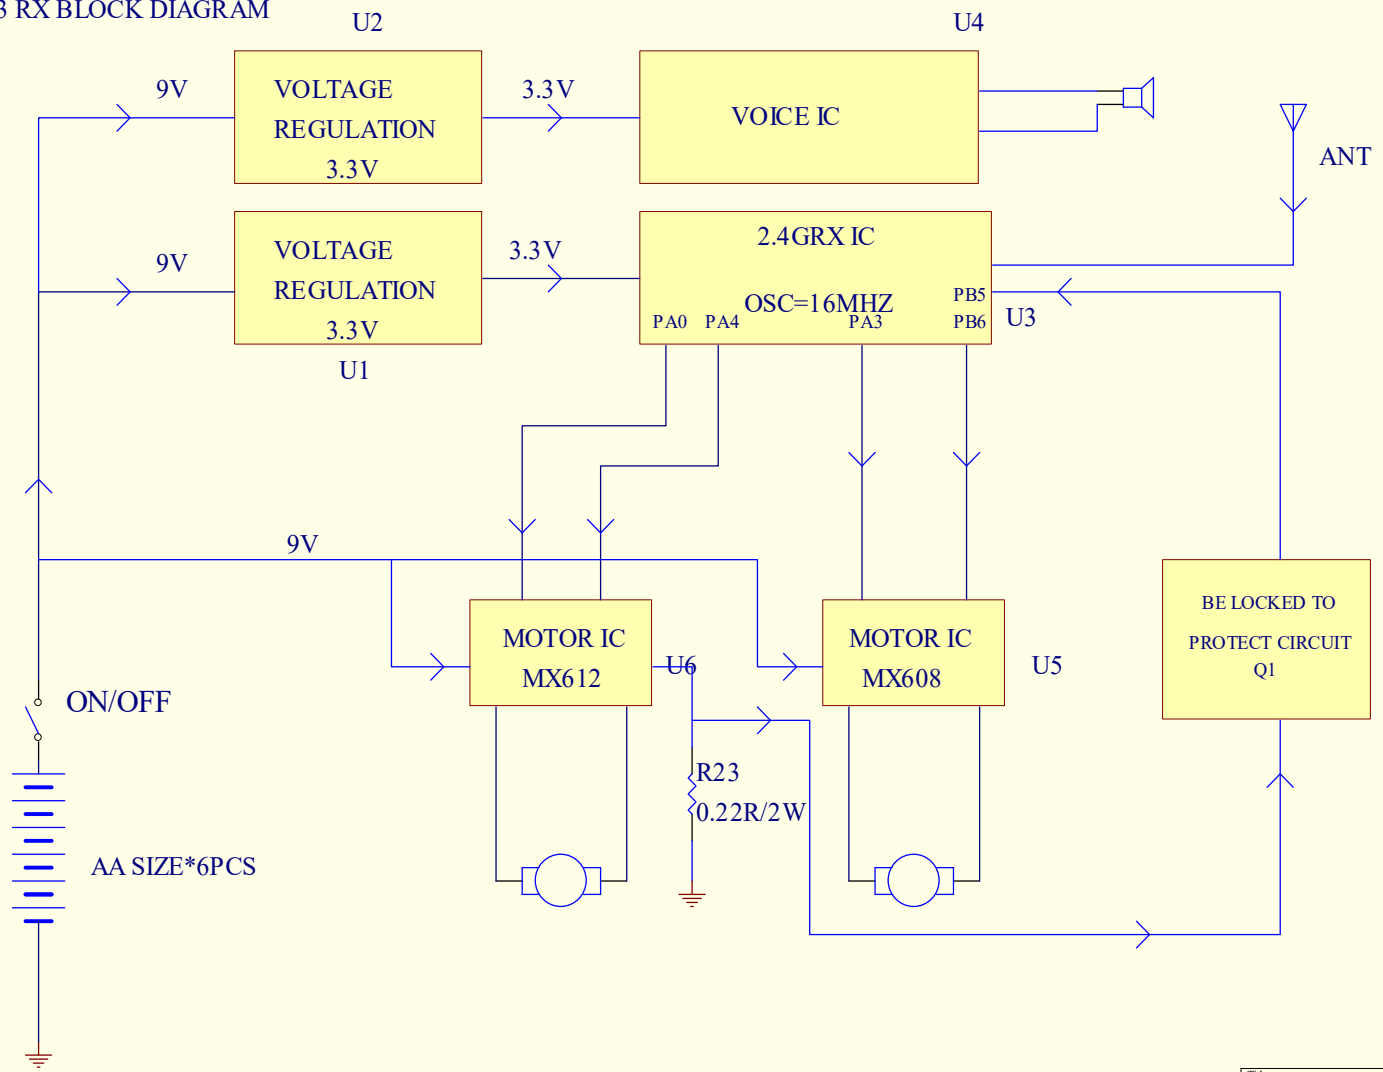 3 RX BLOCK DIAGRAM
U2
U4
9V
VOLTAGE
REGULATION
3.3V
3.3V
VOICE IC
ANT
9V
VOLTAGE
REGULATION
3.3V
U1
3.3V
2.4GRX IC
OSC=16MHZ
PA0
PA4
PA3
PB5
PB6
U3
9V
MOTOR IC
MX612
U6
MOTOR IC
MX608
U5
BE LOCKED TO
PROTECT CIRCUIT
Q1
ON/OFF
R23
0.22R/2W
AA SIZE*6PCS